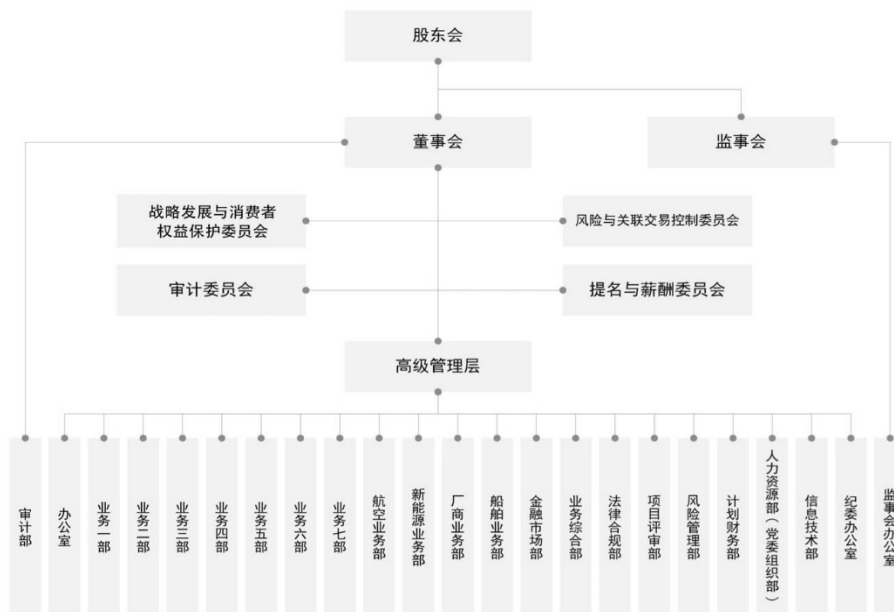 股东会
董事会
监事会
战略发展与消费者
权益保护委员会
风险与关联交易控制委员会
审计委员会
提名与薪酬委员会
高级管理层
审计部
办公室
业务一部
业务二部
业务三部
业务四部
业务五部
业务六部
业务七部
航空业务部
新能源业务部
厂商业务部
船舶业务部
金融市场部
业务综合部
法律合规部
项目评审部
风险管理部
计划财务部
人力资源部（党委组织部）
信息技术部
纪委办公室
监事会办公室